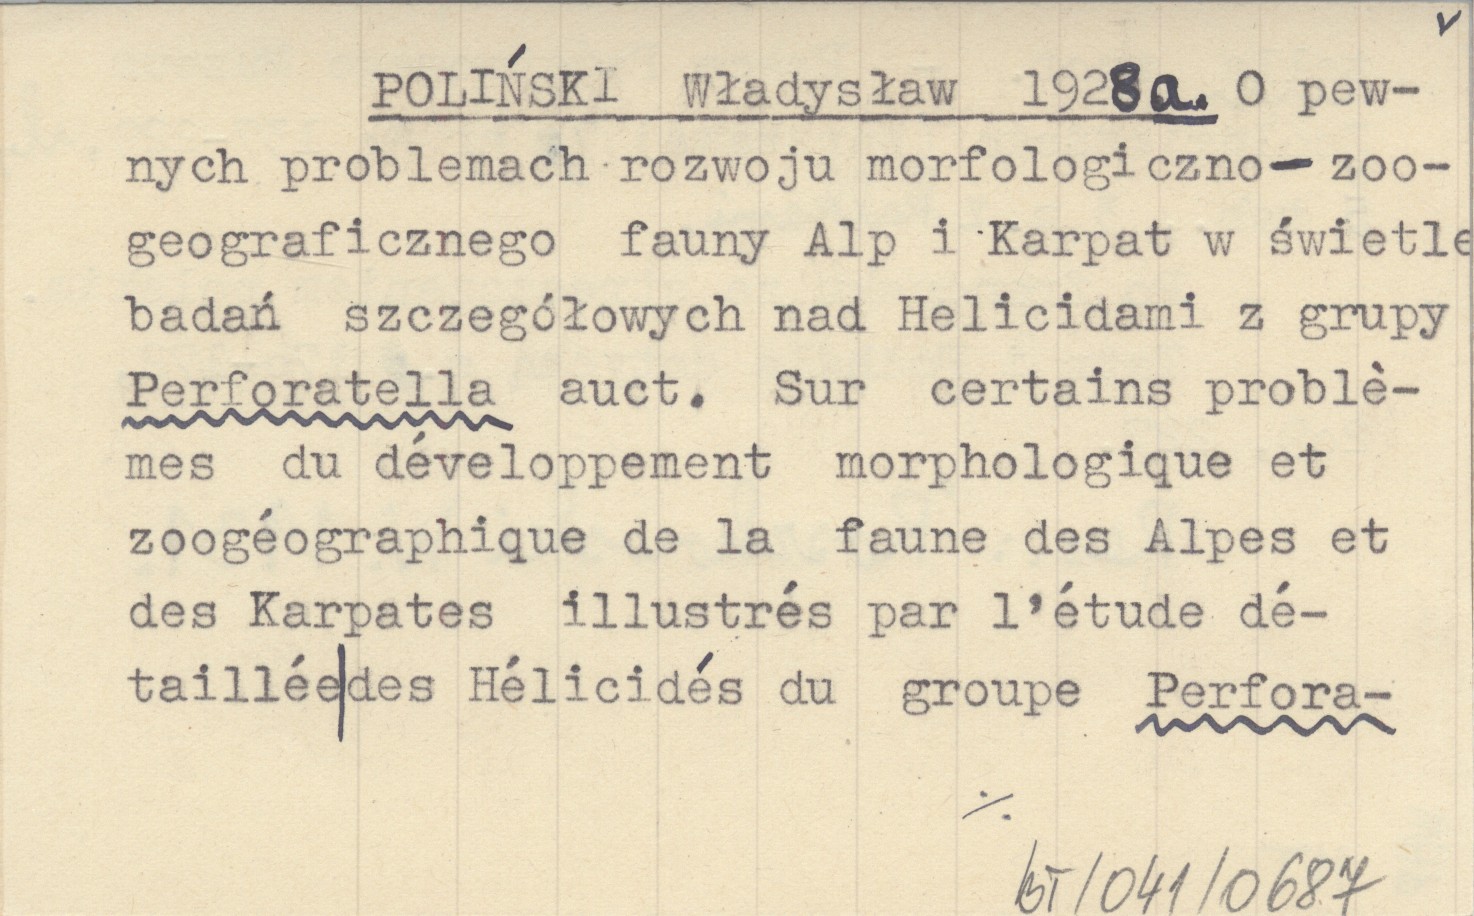 POLIŃSKI Władysław 1928a. O pew-
nych problemach rozwoju morfologiczno-zoo-
geograficznego fauny Alp i Karpat w świetle
badań szczegółowych nad Helicidami z grupy
Perforatella auct. Sur certains problè-
mes du développement morphologique et
zoogéographique de la faune des Alpes et
des Karpates illustrés par l'étude dé-
taillée|des Hélicidés du groupe Perfora-
./.
BT/041/0687